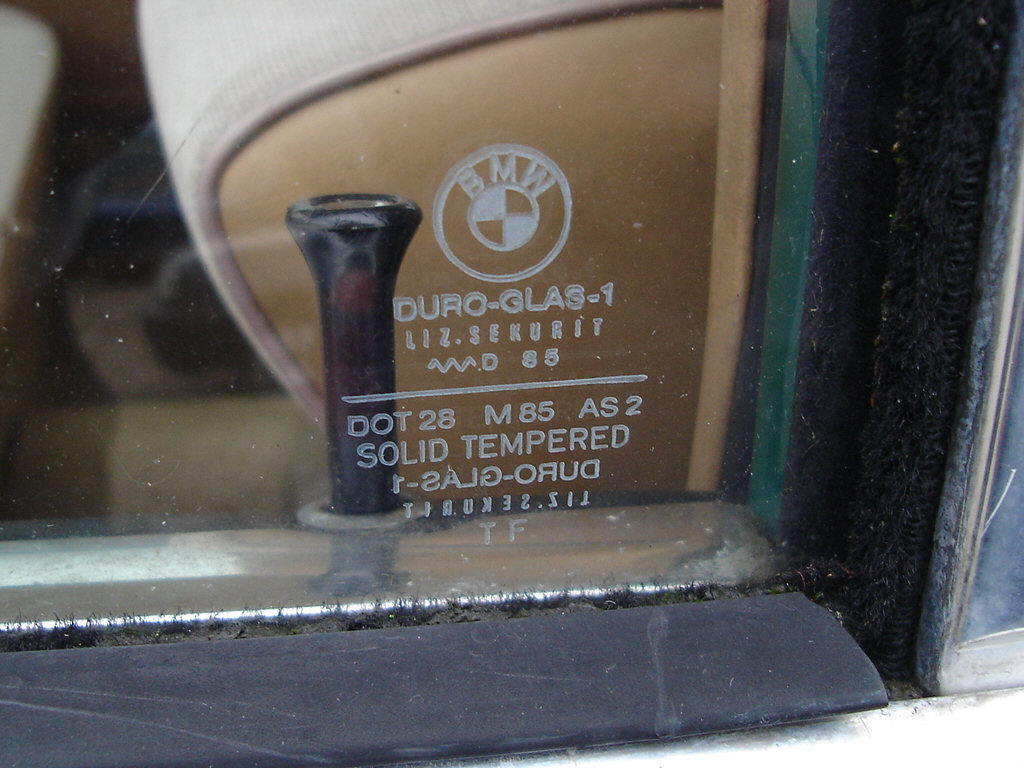 BMW
DURO-GLAS-1
LIZ.SEKURIT
D 85
DOT 28 M 85 AS 2
SOLID TEMPERED
DURO-GLAS-1
LIZ.SEKURIT
T F